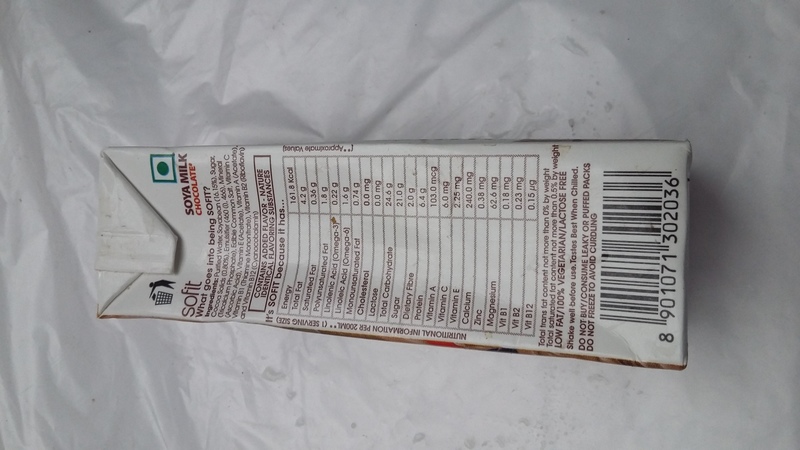 sofit
SOYA MILK
CHOCOLATE#
What goes into being SOFIT?
Ingredients: Purified Water, Soyabean (16.15%), Sugar,
Cocoa Solids (0.80%), Emulsifier (460 (i), 466), Mineral
(Tricalcium Phosphate), Edible Common Salt, Vitamin C
(Ascorbic Acid), Vitamin E (Acetate), Vitamin A (Acetate),
Vitamin B1 (Thiamine Mononitrate), Vitamin B2 (Riboflavin)
and Vitamin B12 (Cyanocobalamin)
CONTAINS ADDED FLAVOR - NATURE
IDENTICAL FLAVORING SUBSTANCES
It's SOFIT because it has...
NUTRITIONAL INFORMATION PER 200ML** (1 SERVING SIZE)
(**Approximate Values)
Energy 161.8 Kcal
Total Fat 4.2 g
Saturated Fat 0.36 g
Polyunsaturated Fat 1.8 g
Linolenic Acid (Omega-3) 0.22 g
Linoleic Acid (Omega-6) 1.6 g
Monounsaturated Fat 0.74 g
Cholesterol 0.0 mg
Lactose 0.0 mg
Total Carbohydrate 24.6 g
Sugar 21.0 g
Dietary Fibre 2.0 g
Protein 6.4 g
Vitamin A 103.0 mcg
Vitamin C 6.0 mg
Vitamin E 2.25 mg
Calcium 240.0 mg
Zinc 0.38 mg
Magnesium 62.6 mg
Vit B1 0.18 mg
Vit B2 0.23 mg
Vit B12 0.15 µg
Total trans fat content not more than 0% by weight
Total saturated fat content not more than 0.5% by weight
LOW FAT/100% VEGETARIAN/LACTOSE FREE
Shake well before use.Tastes Best When Chilled.
DO NOT BUY/CONSUME LEAKY OR PUFFED PACKS
DO NOT FREEZE TO AVOID CURDLING
8 901071 302036